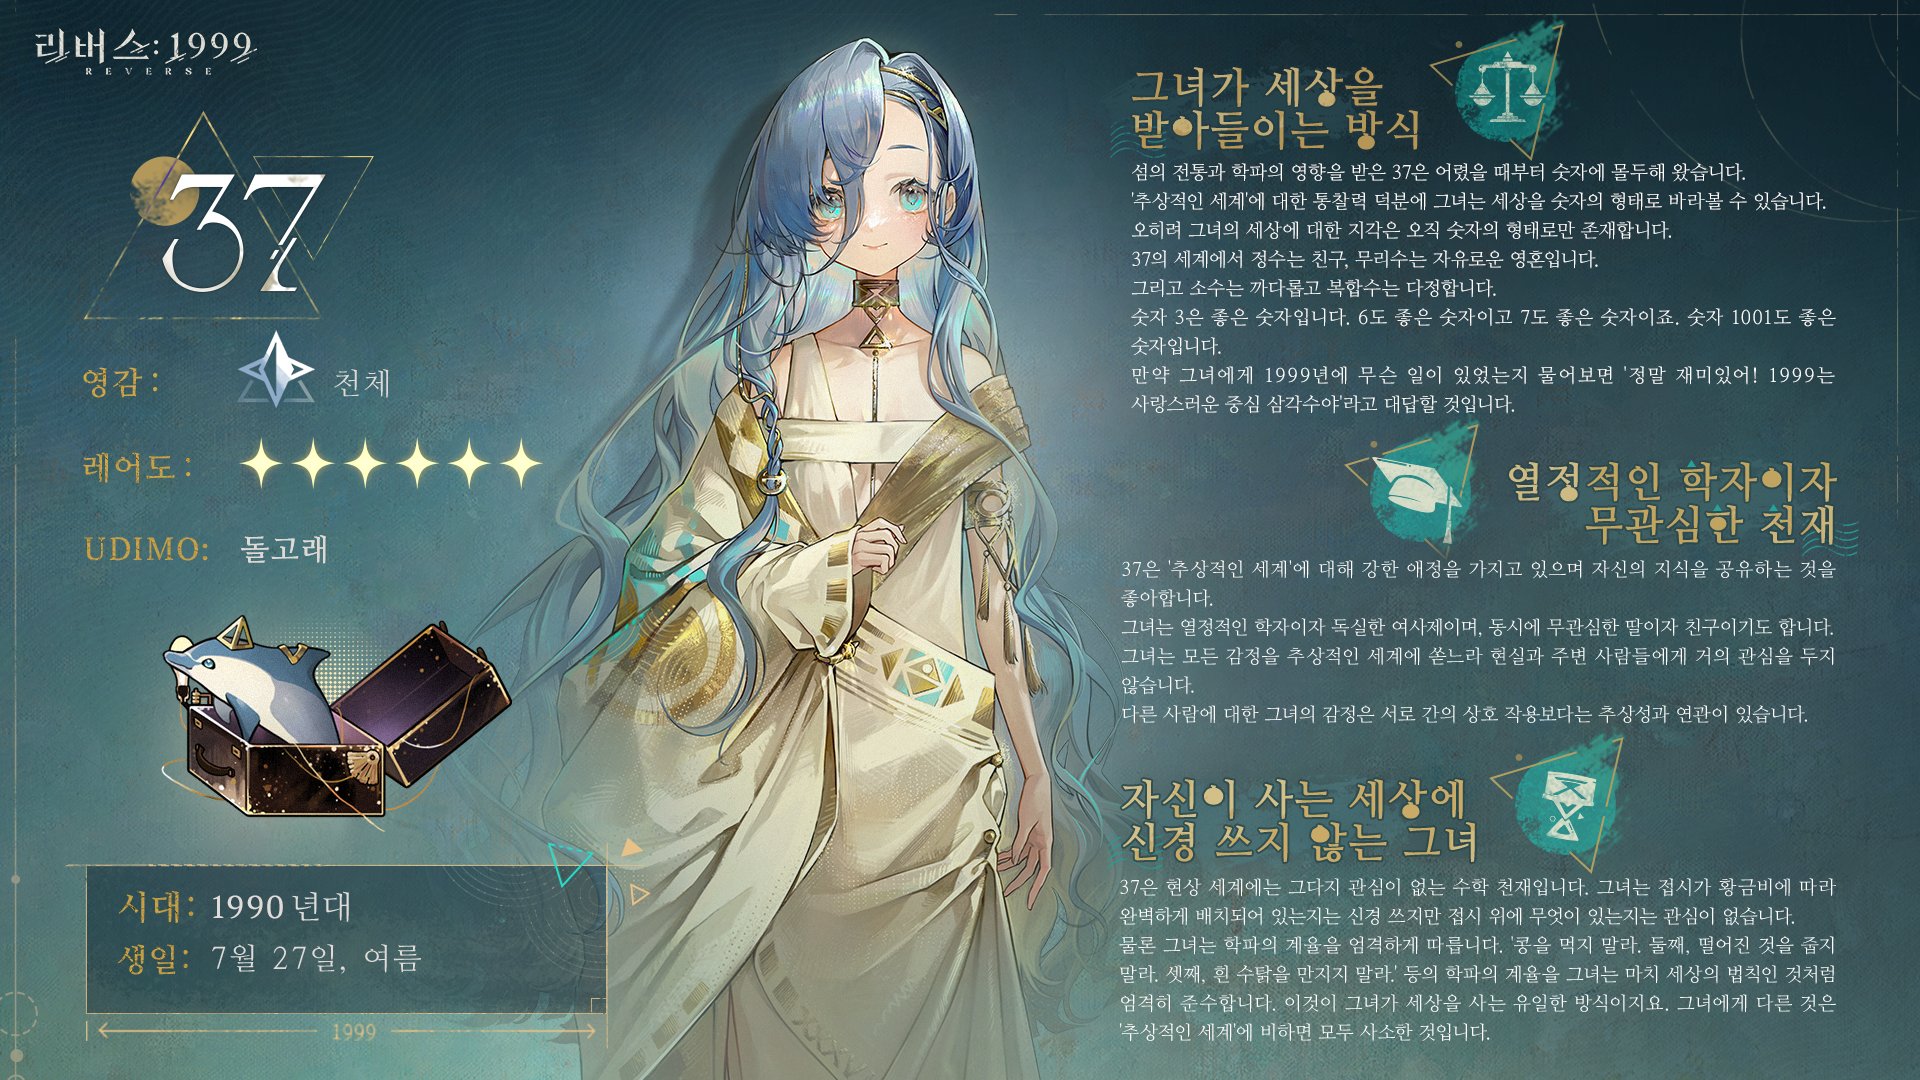 리버스:1999
REVERSE
37
영감 :
천체
레어도 :
UDIMO:
돌고래
시대: 1990 년대
생일: 7월 27일, 여름
1999
그녀가 세상을
받아들이는 방식
섬의 전통과 학파의 영향을 받은 37은 어렸을 때부터 숫자에 몰두해 왔습니다.
'추상적인 세계'에 대한 통찰력 덕분에 그녀는 세상을 숫자의 형태로 바라볼 수 있습니다.
오히려 그녀의 세상에 대한 지각은 오직 숫자의 형태로만 존재합니다.
37의 세계에서 정수는 친구, 무리수는 자유로운 영혼입니다.
그리고 소수는 까다롭고 복합수는 다정합니다.
숫자 3은 좋은 숫자입니다. 6도 좋은 숫자이고 7도 좋은 숫자이죠. 숫자 1001도 좋은
숫자입니다.
만약 그녀에게 1999년에 무슨 일이 있었는지 물어보면 '정말 재미있어! 1999는
사랑스러운 중심 삼각수야'라고 대답할 것입니다.
열정적인 학자이자
무관심한 천재
37은 '추상적인 세계'에 대해 강한 애정을 가지고 있으며 자신의 지식을 공유하는 것을
좋아합니다.
그녀는 열정적인 학자이자 독실한 여사제이며, 동시에 무관심한 딸이자 친구이기도 합니다.
그녀는 모든 감정을 추상적인 세계에 쏟느라 현실과 주변 사람들에게 거의 관심을 두지
않습니다.
다른 사람에 대한 그녀의 감정은 서로 간의 상호 작용보다는 추상성과 연관이 있습니다.
자신이 사는 세상에
신경 쓰지 않는 그녀
37은 현상 세계에는 그다지 관심이 없는 수학 천재입니다. 그녀는 접시가 황금비에 따라
완벽하게 배치되어 있는지는 신경 쓰지만 접시 위에 무엇이 있는지는 관심이 없습니다.
물론 그녀는 학파의 계율을 엄격하게 따릅니다. '콩을 먹지 말라. 둘째, 떨어진 것을 줍지
말라. 셋째, 흰 수탉을 만지지 말라.' 등의 학파의 계율을 그녀는 마치 세상의 법칙인 것처럼
엄격히 준수합니다. 이것이 그녀가 세상을 사는 유일한 방식이지요. 그녀에게 다른 것은
'추상적인 세계'에 비하면 모두 사소한 것입니다.